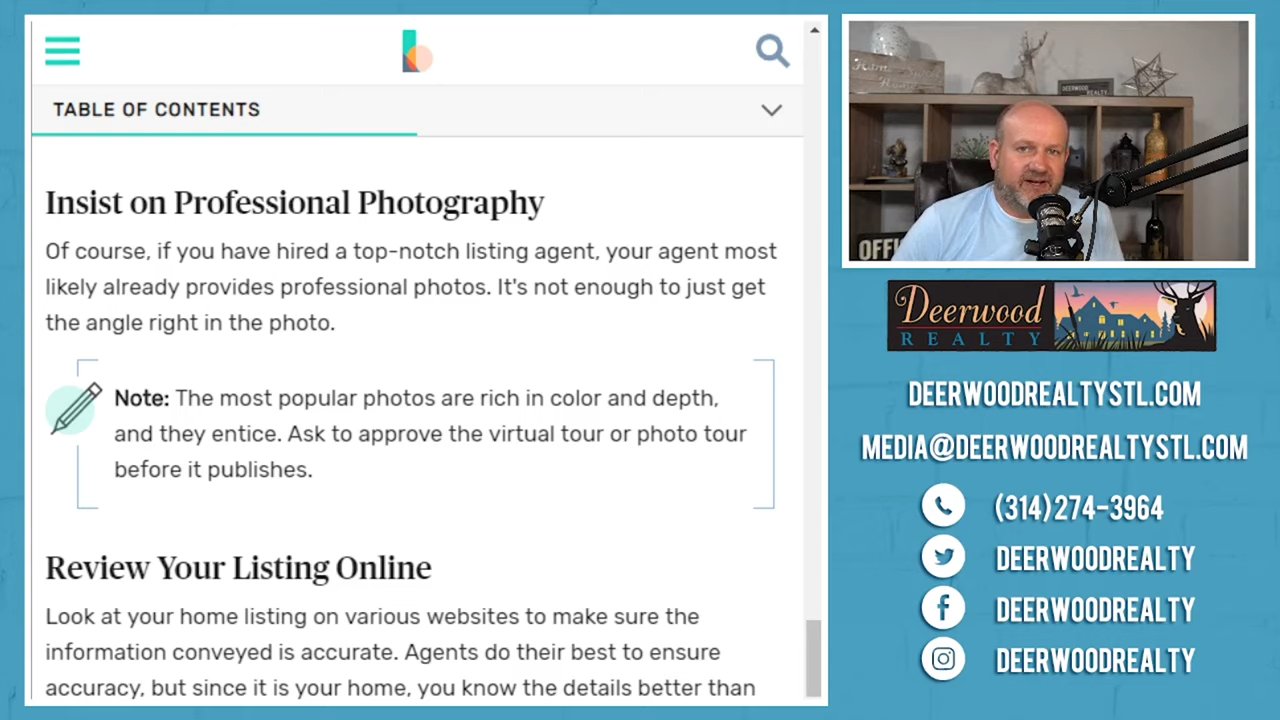 TABLE OF CONTENTS
Insist on Professional Photography
Of course, if you have hired a top-notch listing agent, your agent most
likely already provides professional photos. It's not enough to just get
the angle right in the photo.
Note: The most popular photos are rich in color and depth,
and they entice. Ask to approve the virtual tour or photo tour
before it publishes.
Review Your Listing Online
Look at your home listing on various websites to make sure the
information conveyed is accurate. Agents do their best to ensure
accuracy, but since it is your home, you know the details better than
DEERWOOD
REALTY
OFFI
Deerwood
REALTY
DEERWOODREALTYSTL.COM
MEDIA@DEERWOODREALTYSTL.COM
(314)274-3964
DEERWOODREALTY
DEERWOODREALTY
DEERWOODREALTY